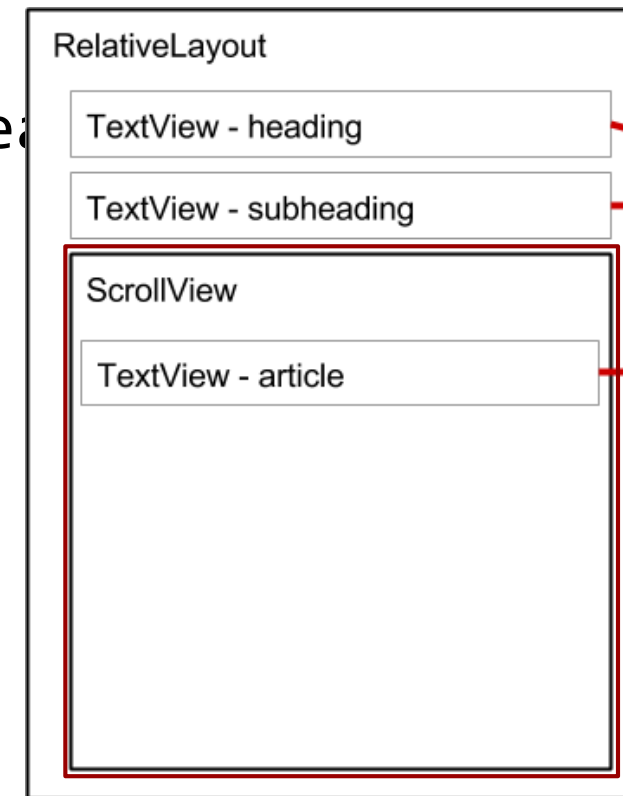 RelativeLayout
TextView - heading
TextView - subheading
ScrollView
TextView - article